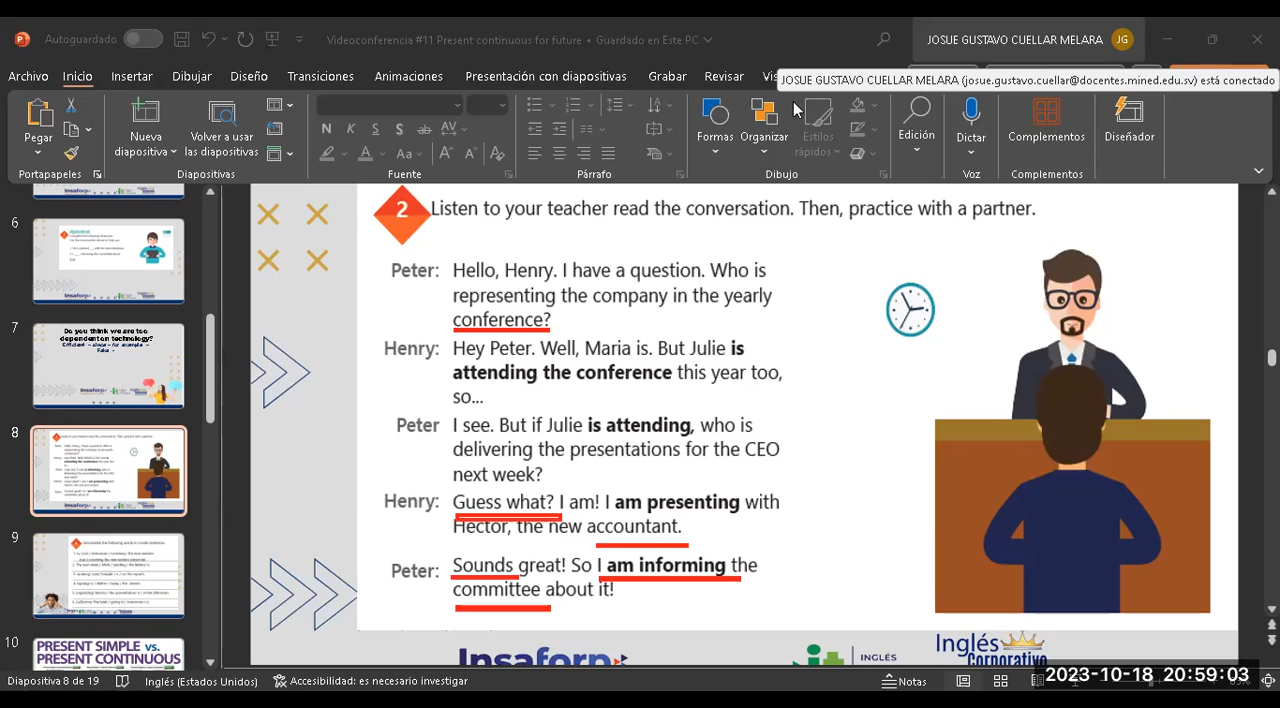 Autoguardado
Videoconferencia #11 Present continuous for future • Guardado en Este PC
JOSUE GUSTAVO CUELLAR MELARA JG
Archivo Inicio Insertar Dibujar Diseño Transiciones Animaciones Presentación con diapositivas Grabar Revisar
JOSUE GUSTAVO CUELLAR MELARA (josue.gustavo.cuellar@docentes.mined.edu.sv) está conectado
Pegar
Nueva diapositiva
Volver a usar las diapositivas
Formas
Organizar
Estilos rápidos
Edición
Dictar
Complementos
Diseñador
Portapapeles
Diapositivas
Fuente
Párrafo
Dibujo
Voz
Complementos
6
7
Do you think we are too
dependent on technology?
8
9
10
PRESENT SIMPLE vs.
PRESENT CONTINUOUS
2 Listen to your teacher read the conversation. Then, practice with a partner.
Peter: Hello, Henry. I have a question. Who is
representing the company in the yearly
conference?
Henry: Hey Peter. Well, Maria is. But Julie is
attending the conference this year too,
so...
Peter I see. But if Julie is attending, who is
delivering the presentations for the CEO
next week?
Henry: Guess what? I am! I am presenting with
Hector, the new accountant.
Peter: Sounds great! So I am informing the
committee about it!
Insaforp
INGLÉS
Inglés
Corporativo
2023-10-18 20:59:03
Diapositiva 8 de 19
Inglés (Estados Unidos)
Accesibilidad: es necesario investigar
Notas